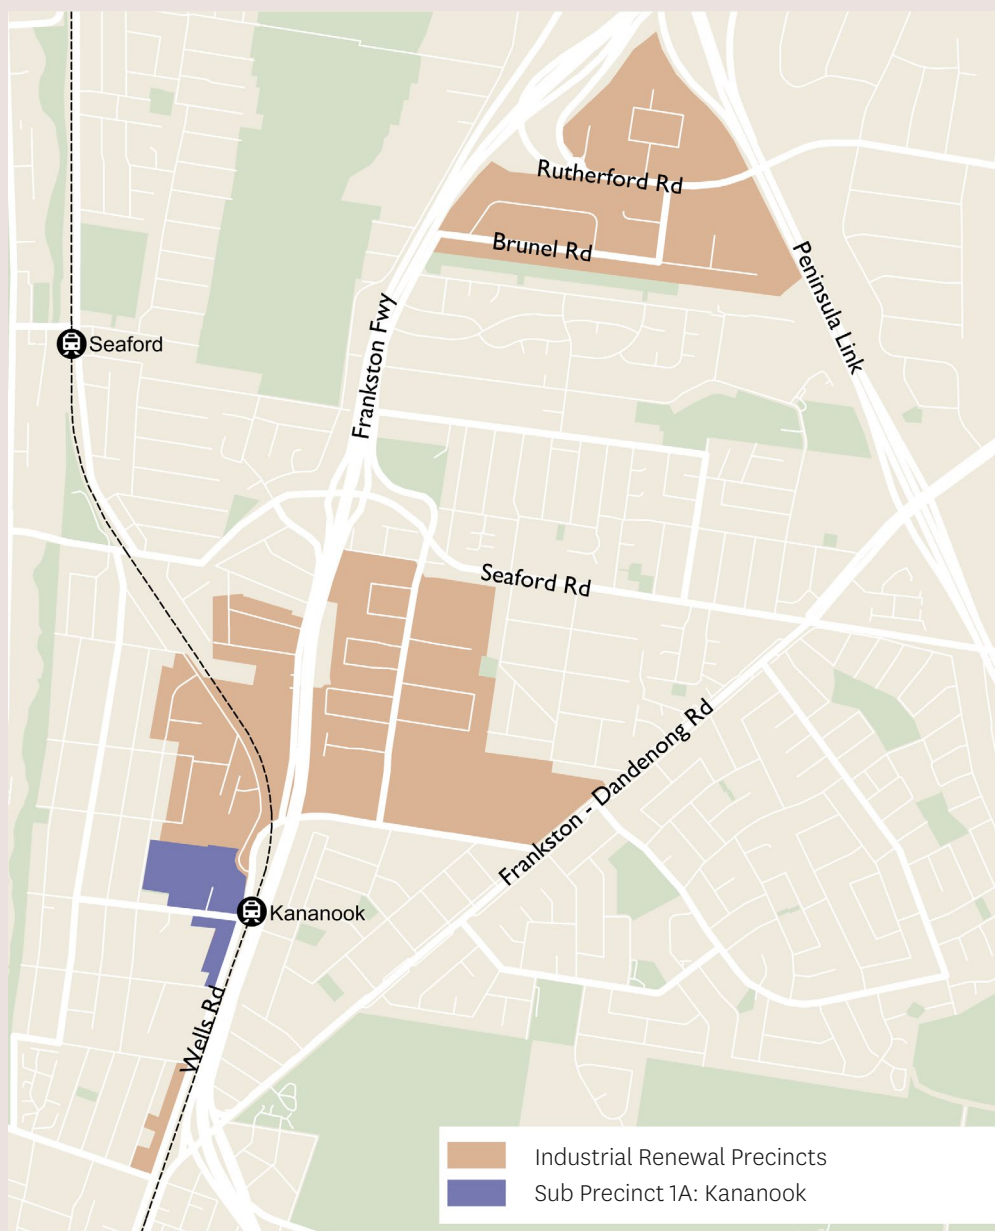 Rutherford Rd
Brunel Rd
Peninsula Link
Frankston Fwy
Seaford
Seaford Rd
Frankston - Dandenong Rd
Kananook
Wells Rd
Industrial Renewal Precincts
Sub Precinct 1A: Kananook